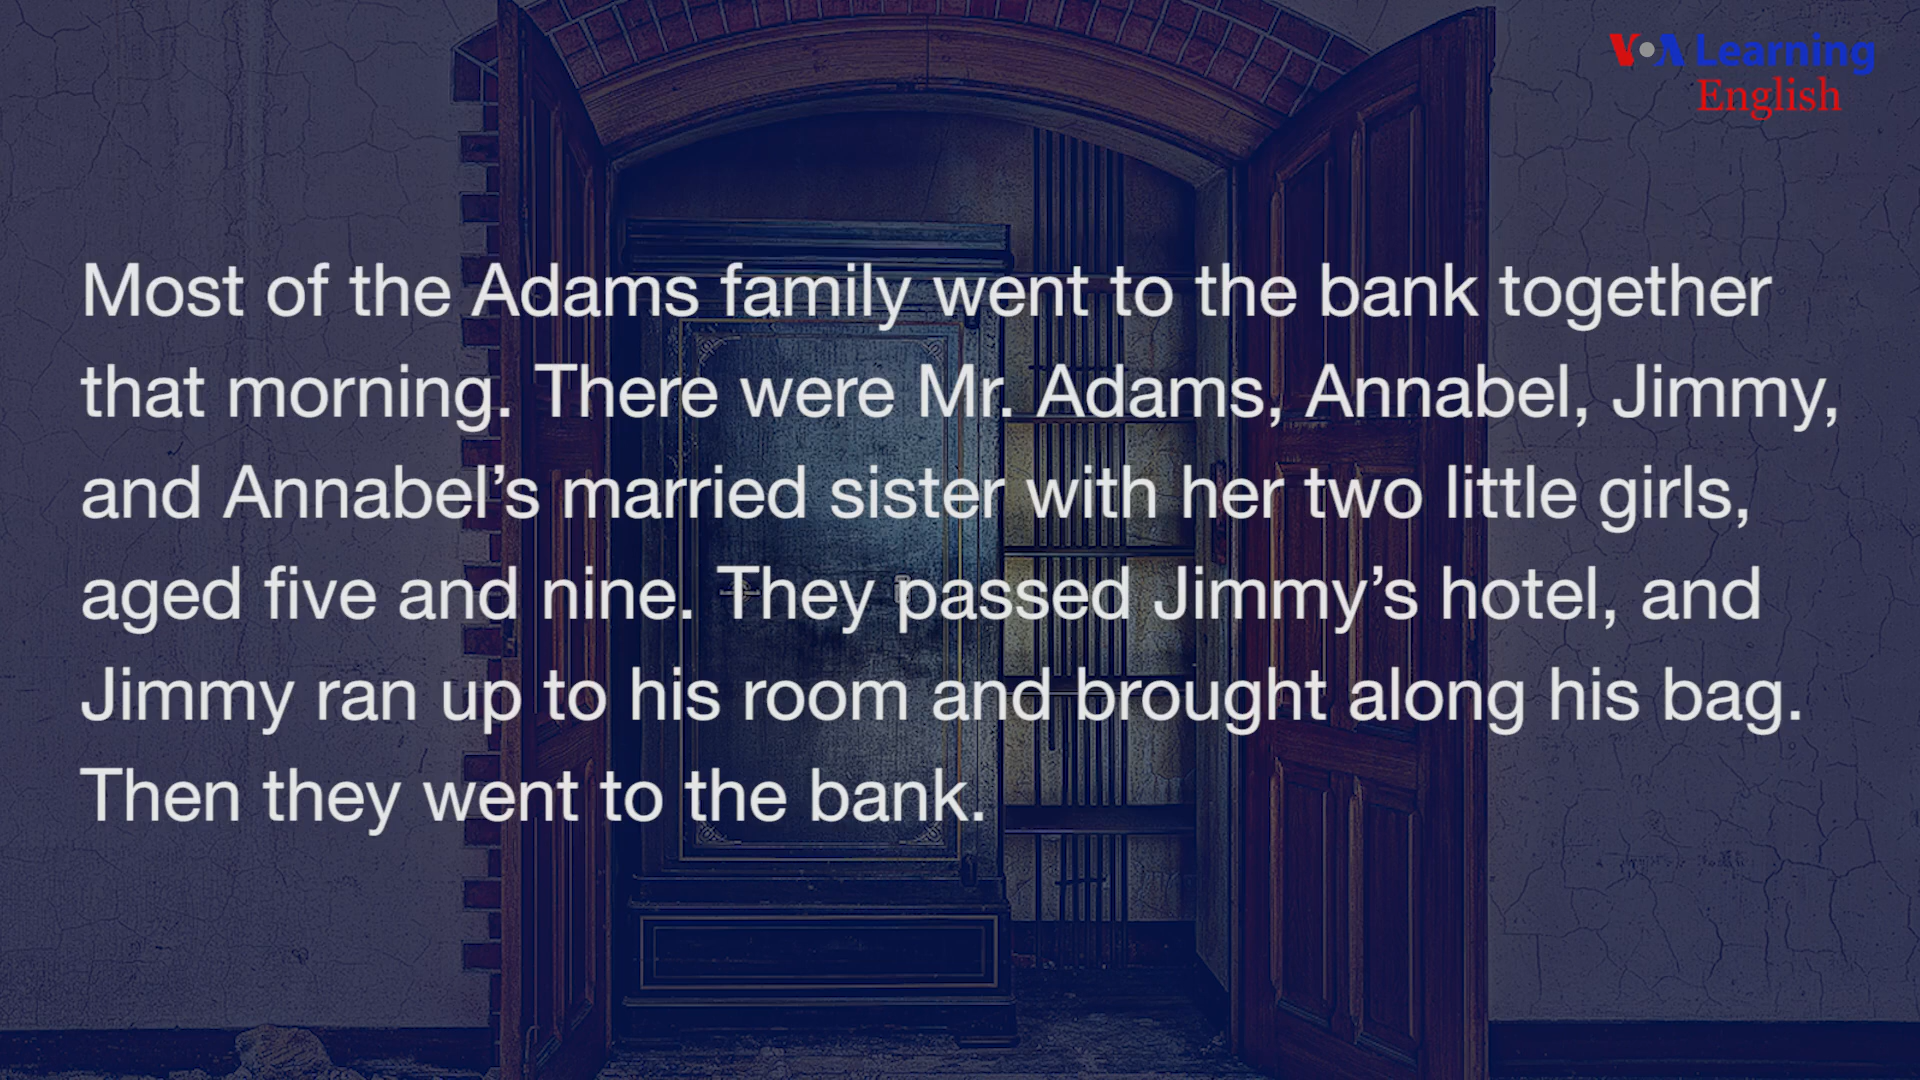 VOA Learning
English
Most of the Adams family went to the bank together
that morning. There were Mr. Adams, Annabel, Jimmy,
and Annabel’s married sister with her two little girls,
aged five and nine. They passed Jimmy’s hotel, and
Jimmy ran up to his room and brought along his bag.
Then they went to the bank.